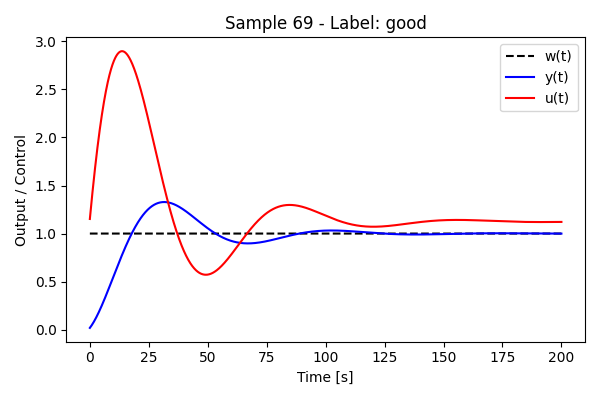 Sample 69 - Label: good
Output / Control
3.0
2.5
2.0
1.5
1.0
0.5
0.0
w(t)
y(t)
u(t)
0 25 50 75 100 125 150 175 200
Time [s]